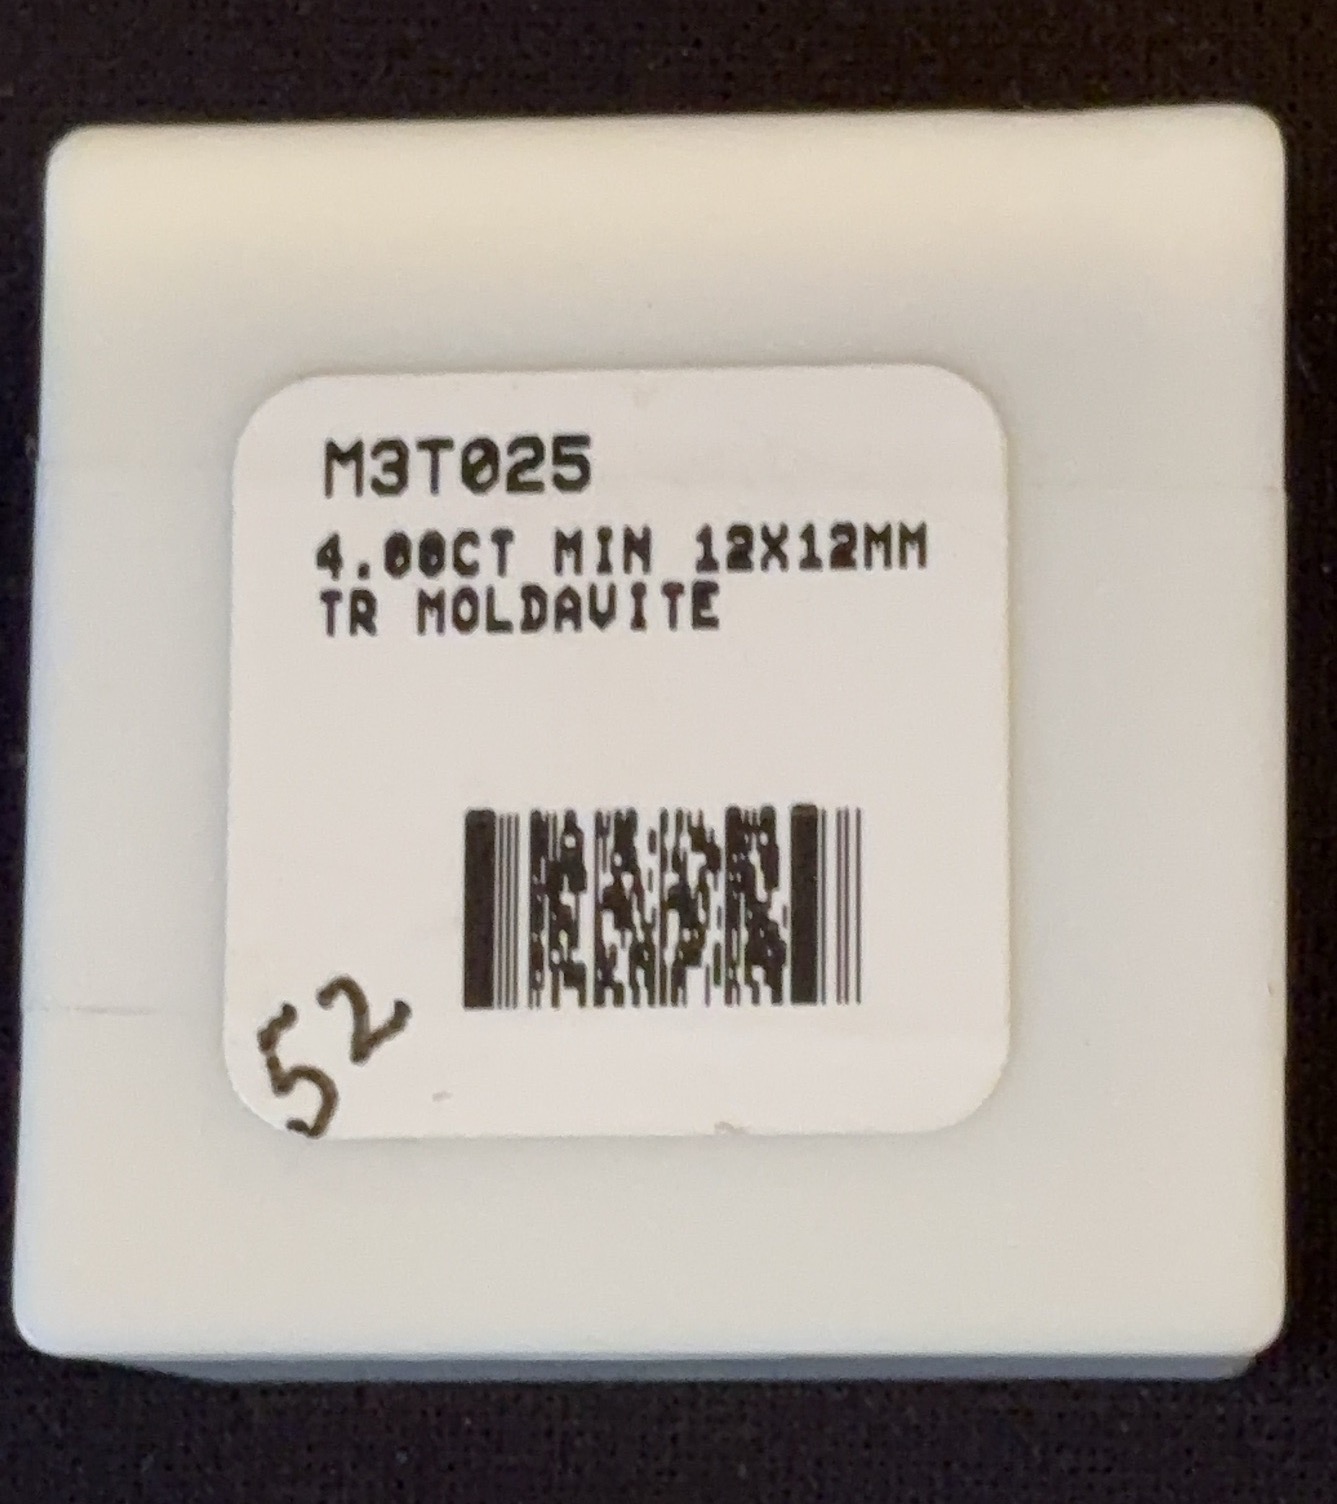 M3T025
4.00CT MIN 12X12MM
TR MOLDAVITE
52